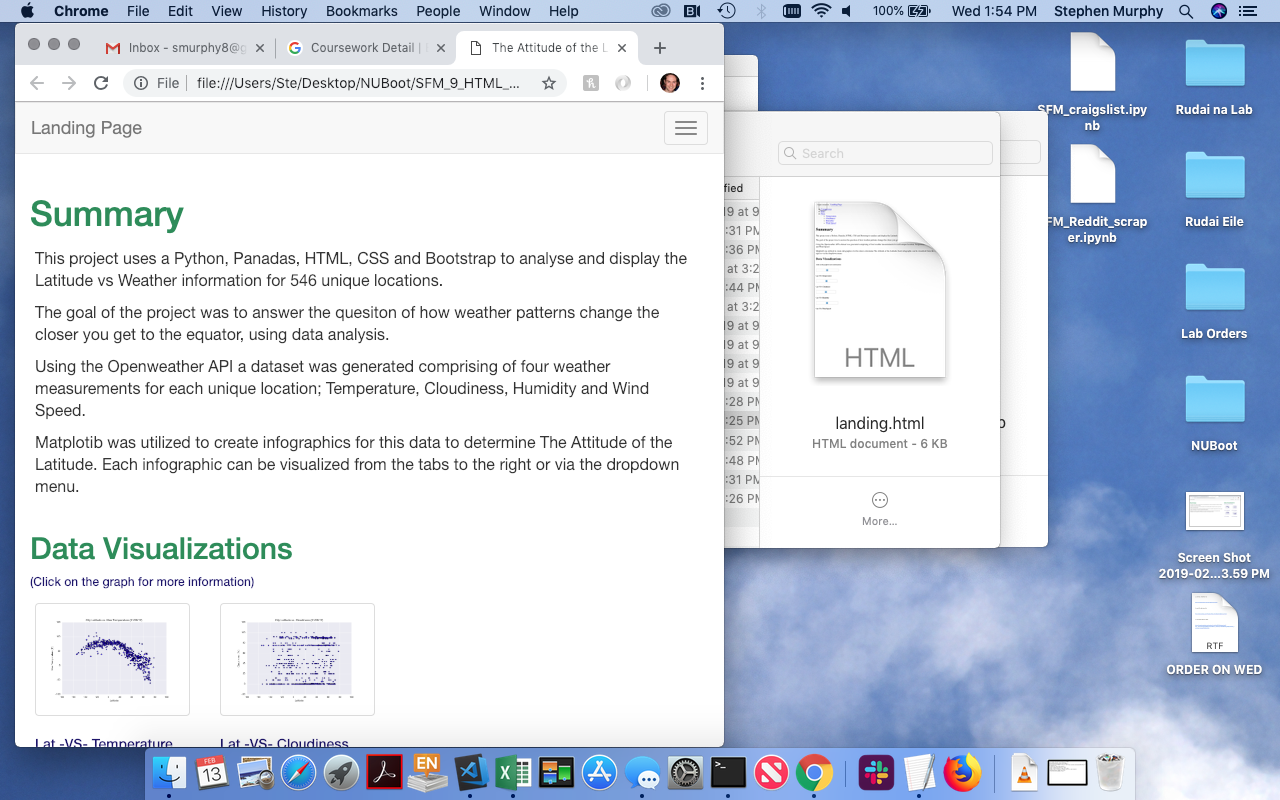 Chrome File Edit View History Bookmarks People Window Help 100% Wed 1:54 PM Stephen Murphy
Inbox - smurphy8@g
Coursework Detail |
The Attitude of the L
File file:///Users/Ste/Desktop/NUBoot/SFM_9_HTML_...
Landing Page
Summary
This project uses a Python, Panadas, HTML, CSS and Bootstrap to analyse and display the
Latitude vs Weather information for 546 unique locations.
The goal of the project was to answer the quesiton of how weather patterns change the
closer you get to the equator, using data analysis.
Using the Openweather API a dataset was generated comprising of four weather
measurements for each unique location; Temperature, Cloudiness, Humidity and Wind
Speed.
Matplotib was utilized to create infographics for this data to determine The Attitude of the
Latitude. Each infographic can be visualized from the tabs to the right or via the dropdown
menu.
Data Visualizations
(Click on the graph for more information)
Lat -VS- Temperature
Lat -VS- Cloudiness
Search
fied
19 at 9
:31 PM
:36 PM
at 3:2
:44 PM
at 3:2
19 at 9
19 at 9
19 at 9
19 at 9
:28 PM
:25 PM
:52 PM
:48 PM
:31 PM
:26 PM
Summary
HTML
landing.html
HTML document - 6 KB
More...
SFM_craigslist.ipy
nb
FM_Reddit_scrap
er.ipynb
Rudai na Lab
Rudai Eile
Lab Orders
NUBoot
Screen Shot
2019-02...3.59 PM
RTF
ORDER ON WED
FEB
13
EN